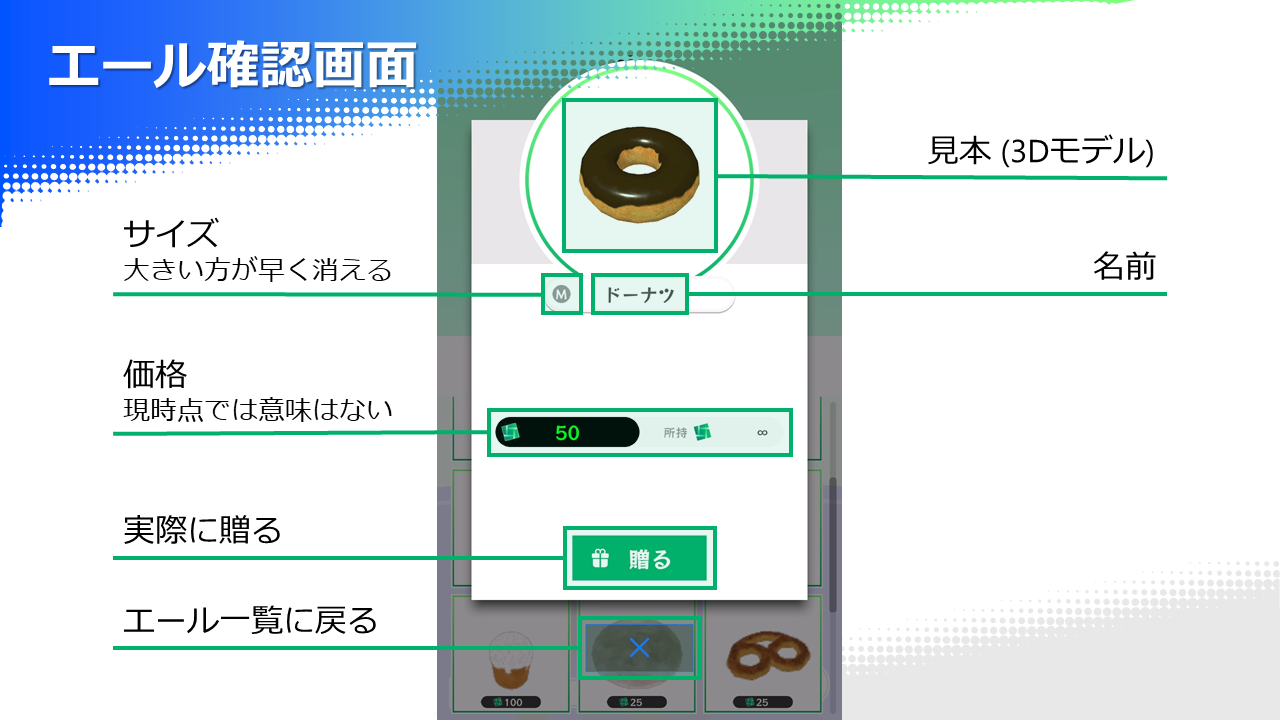 エール確認画面
見本 (3Dモデル)
サイズ
大きい方が早く消える
名前
M
ドーナツ
価格
現時点では意味はない
50
所持
∞
実際に贈る
贈る
エール一覧に戻る
100
25
25